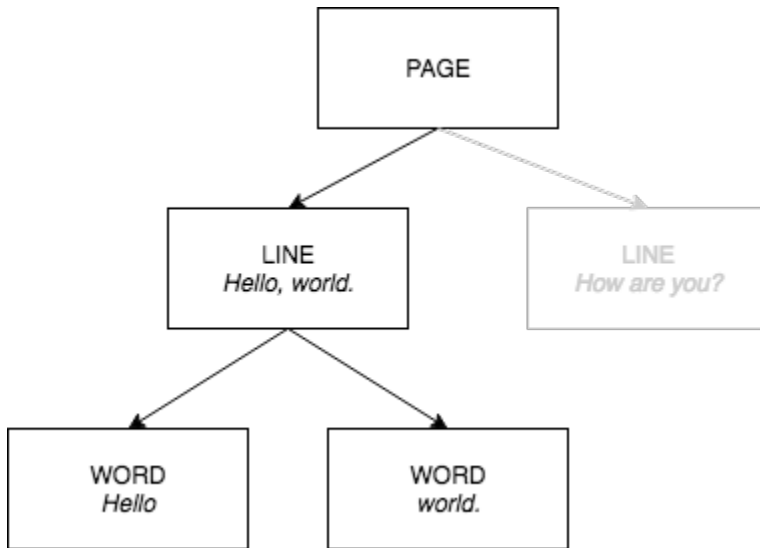 PAGE
LINE
Hello, world.
LINE
How are you?
WORD
Hello
WORD
world.